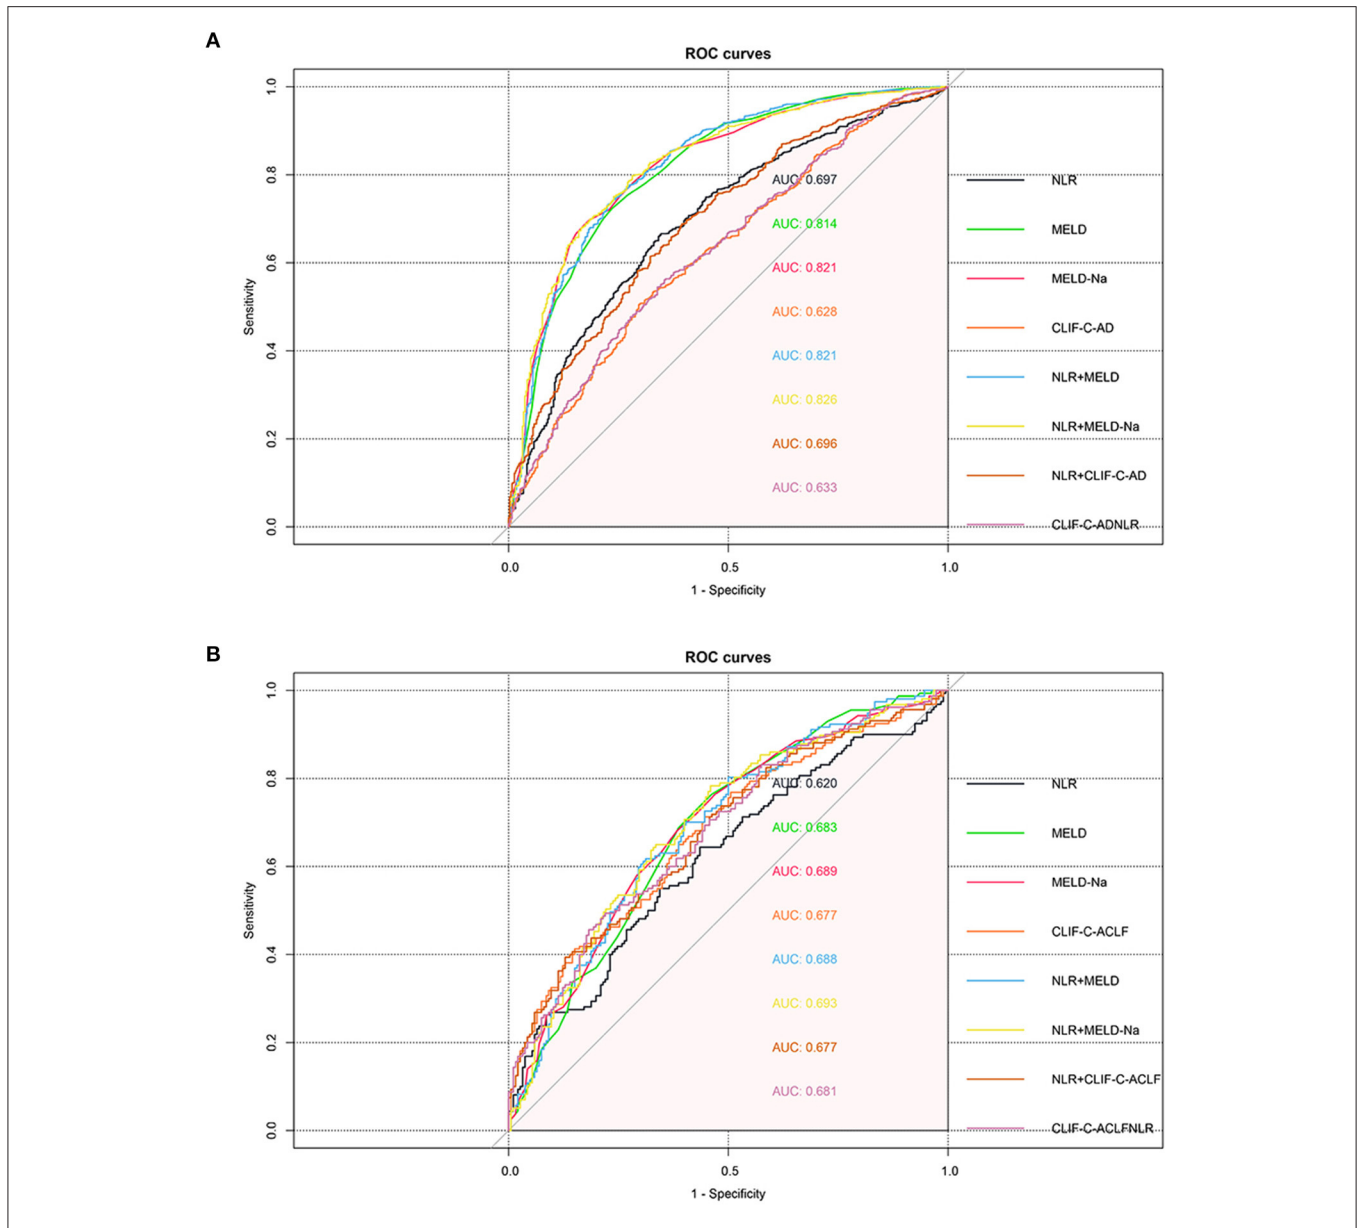 A
ROC curves
1.0
0.8
0.6
0.4
0.2
0.0
Sensitivity
AUC: 0.697
AUC: 0.814
AUC: 0.821
AUC: 0.628
AUC: 0.821
AUC: 0.826
AUC: 0.696
AUC: 0.633
NLR
MELD
MELD-Na
CLIF-C-AD
NLR+MELD
NLR+MELD-Na
NLR+CLIF-C-AD
CLIF-C-ADNLR
0.0 0.5 1.0
1 - Specificity
B
ROC curves
1.0
0.8
0.6
0.4
0.2
0.0
Sensitivity
AUC: 0.620
AUC: 0.683
AUC: 0.689
AUC: 0.677
AUC: 0.688
AUC: 0.693
AUC: 0.677
AUC: 0.681
NLR
MELD
MELD-Na
CLIF-C-ACLF
NLR+MELD
NLR+MELD-Na
NLR+CLIF-C-ACLF
CLIF-C-ACLFNLR
0.0 0.5 1.0
1 - Specificity